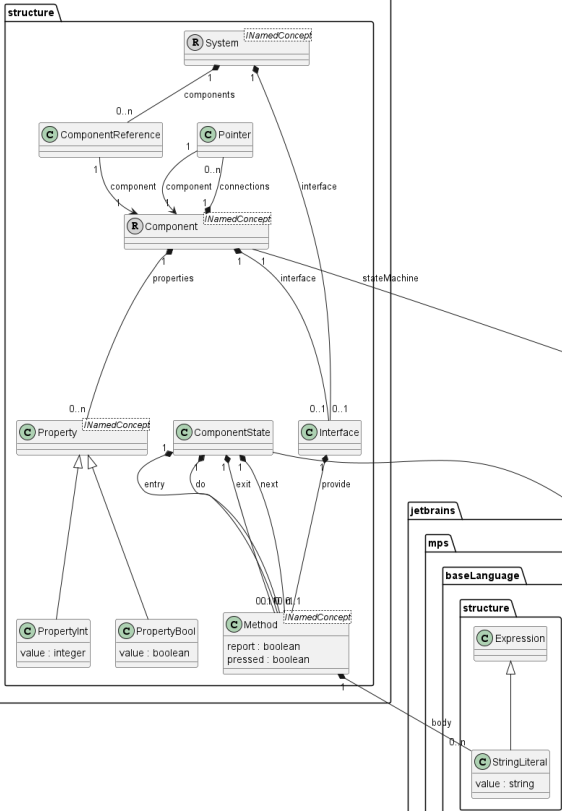 structure
R System INamedConcept
1 1
components
0..n
C ComponentReference
C Pointer
1 1 0..n
component component connections interface
1 1 1
R Component INamedConcept
1 1 1
properties interface stateMachine
0..n 0..1 0..1
C Property INamedConcept
C ComponentState
C Interface
1 1 1 1 1
entry do exit next provide
jetbrains
mps
baseLanguage
structure
C PropertyInt
value : integer
C PropertyBool
value : boolean
C Method INamedConcept
report : boolean
pressed : boolean
C Expression
1
body
0..n
C StringLiteral
value : string